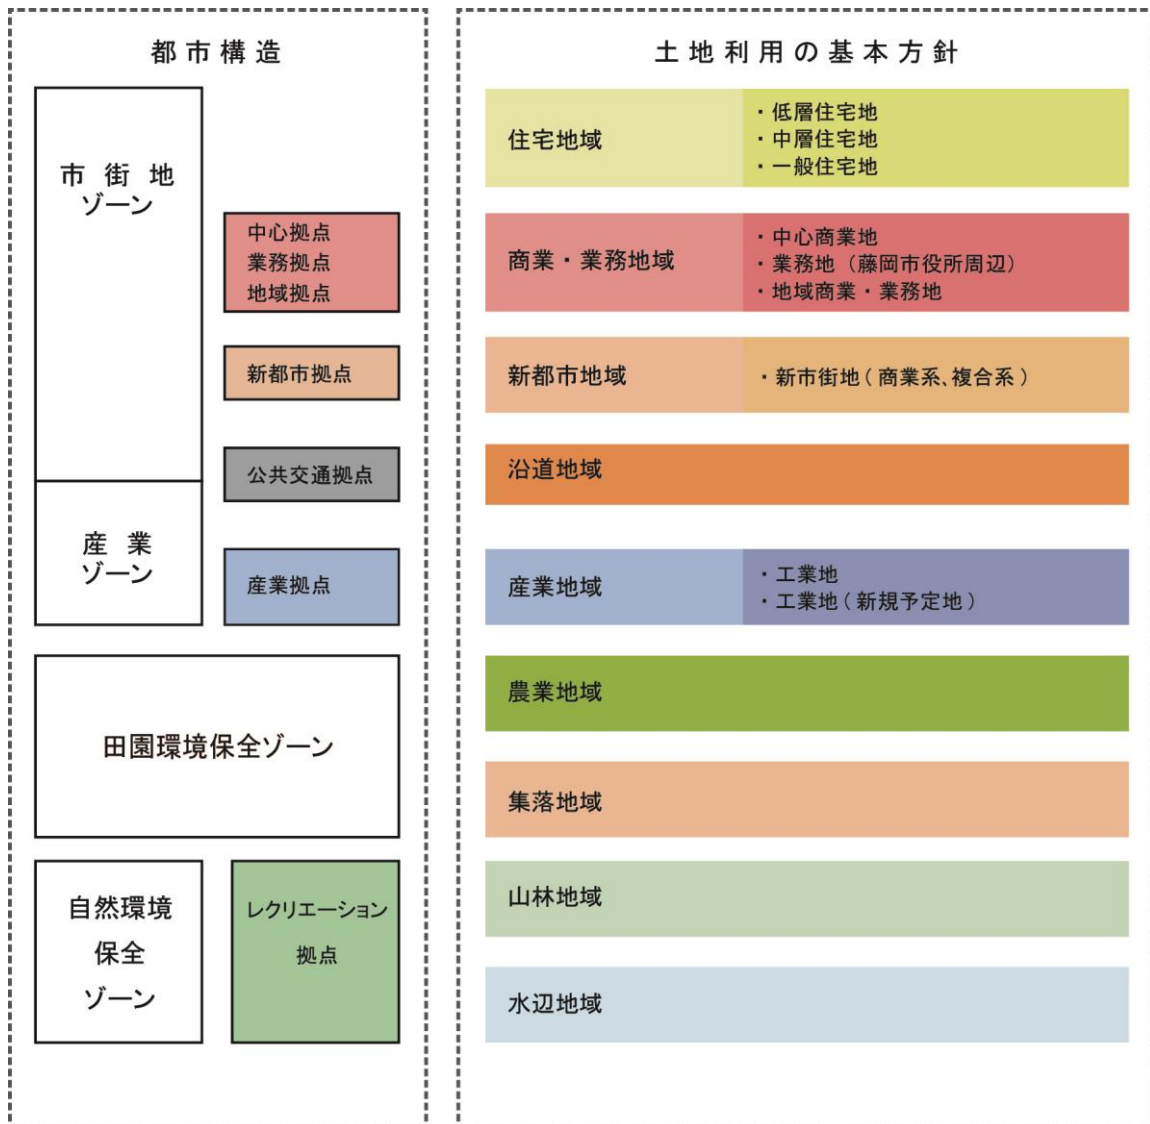 都市構造
市街地
ゾーン
中心拠点
業務拠点
地域拠点
新都市拠点
公共交通拠点
産業
ゾーン
産業拠点
田園環境保全ゾーン
自然環境
保全
ゾーン
レクリエーション
拠点
土地利用の基本方針
住宅地域
・低層住宅地
・中層住宅地
・一般住宅地
商業・業務地域
・中心商業地
・業務地（藤岡市役所周辺）
・地域商業・業務地
新都市地域
・新市街地(商業系、複合系)
沿道地域
産業地域
・工業地
・工業地(新規予定地)
農業地域
集落地域
山林地域
水辺地域